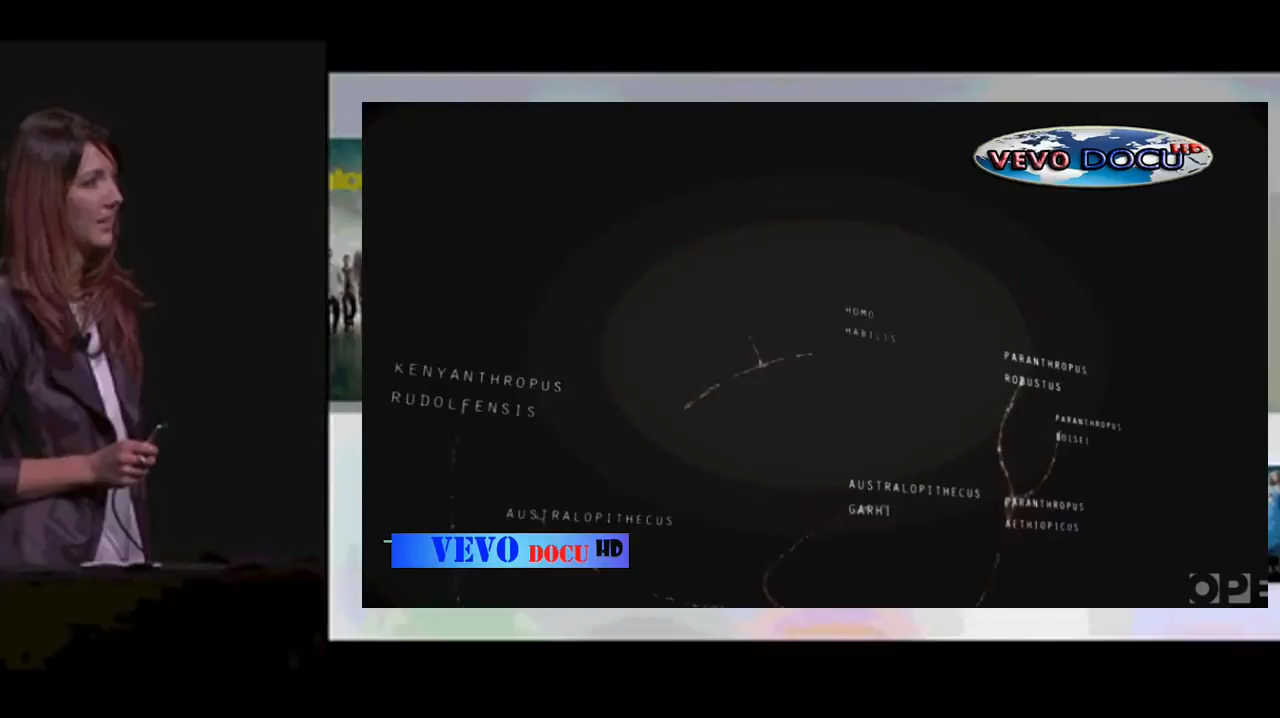 VEVO DOCU HD
HOMO
HABILIS
PARANTHROPUS
ROBUSTUS
KENYANTHROPUS
RUDOLFENSIS
PARANTHROPUS
BOISEI
AUSTRALOPITHECUS
GARHI
PARANTHROPUS
AETHIOPICUS
AUSTRALOPITHECUS
VEVO DOCU HD
OPE